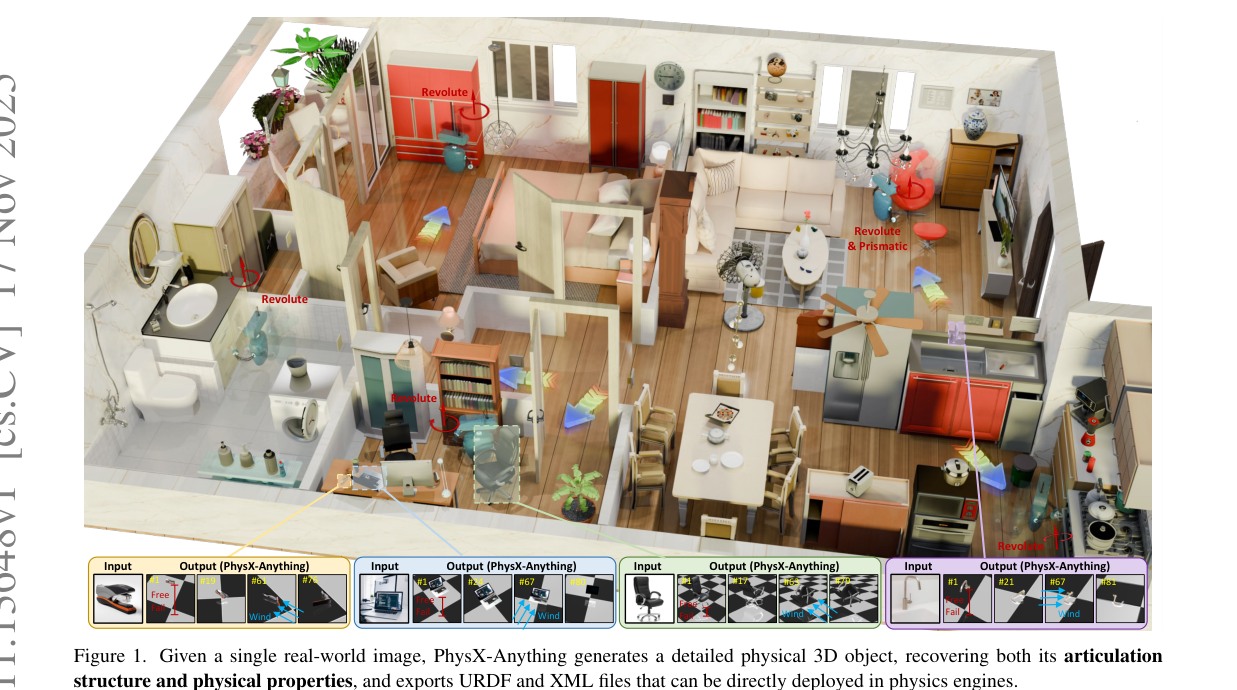 11.13648v1 [cs.CV] 17 Nov 2025
Revolute
Revolute
& Prismatic
Revolute
Revolute
Revolute
Input Output (PhysX-Anything)
#1 #19 #61 #76
Free
Fall
Wind
Input Output (PhysX-Anything)
#1 #24 #67
Free
Fall
Wind
Input Output (PhysX-Anything)
#1 #17 #63 #79
Free
Fall
Wind
Input Output (PhysX-Anything)
#1 #21 #67 #81
Free
Fall
Wind
Figure 1. Given a single real-world image, PhysX-Anything generates a detailed physical 3D object, recovering both its articulation
structure and physical properties, and exports URDF and XML files that can be directly deployed in physics engines.